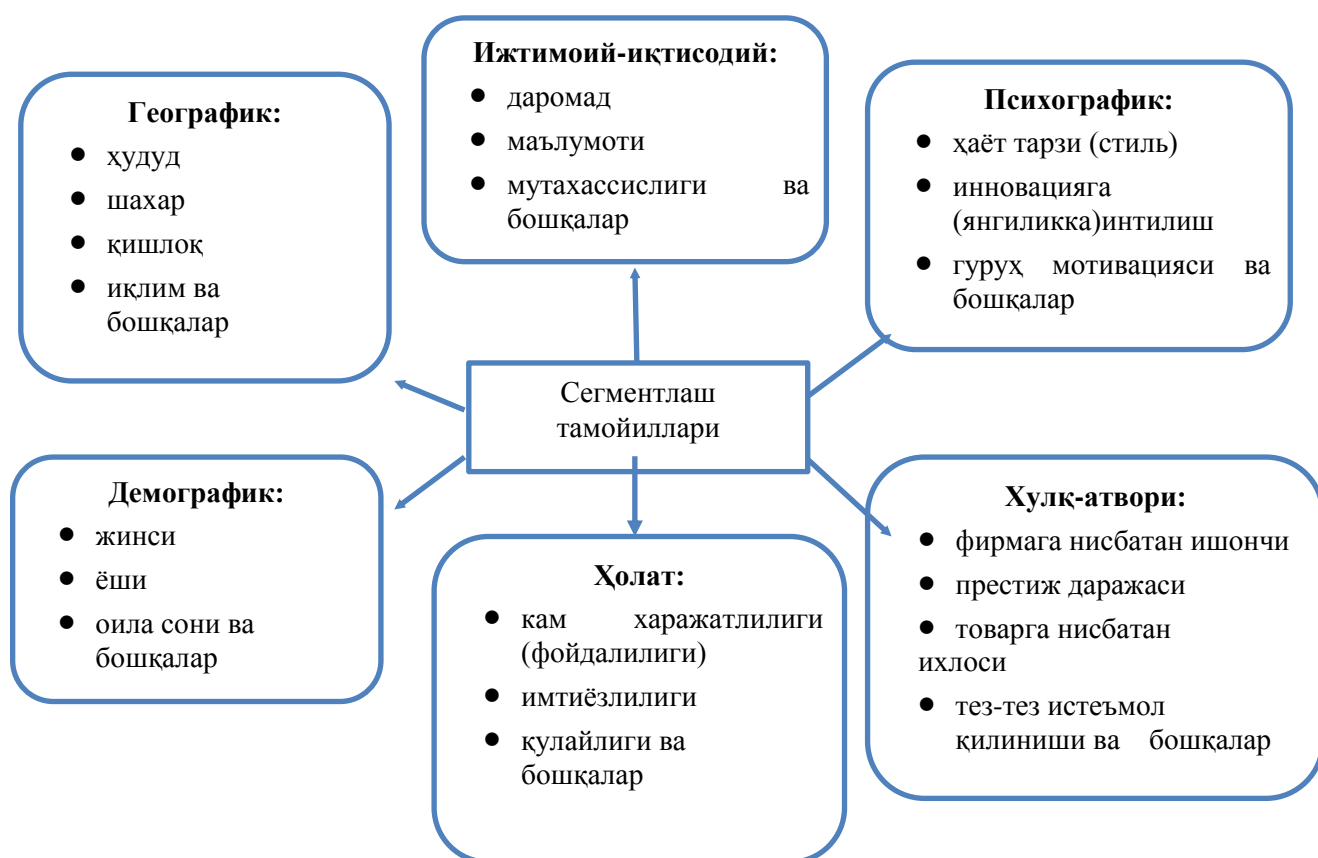 Ижтимоий-иқтисодий:
даромад
маълумоти
мутахассислиги ва
бошқалар
Географик:
ҳудуд
шахар
қишлоқ
иқлим ва
бошқалар
Психографик:
ҳаёт тарзи (стиль)
инновацияга
(янгиликка)интилиш
гуруҳ мотивацияси ва
бошқалар
Сегментлаш
тамойиллари
Демографик:
жинси
ёши
оила сони ва
бошқалар
Ҳолат:
кам харажатлилиги
(фойдалилиги)
имтиёзлилиги
қулайлиги ва
бошқалар
Хулқ-атвори:
фирмага нисбатан ишончи
престиж даражаси
товарга нисбатан
ихлоси
тез-тез истеъмол
қилиниши ва бошқалар